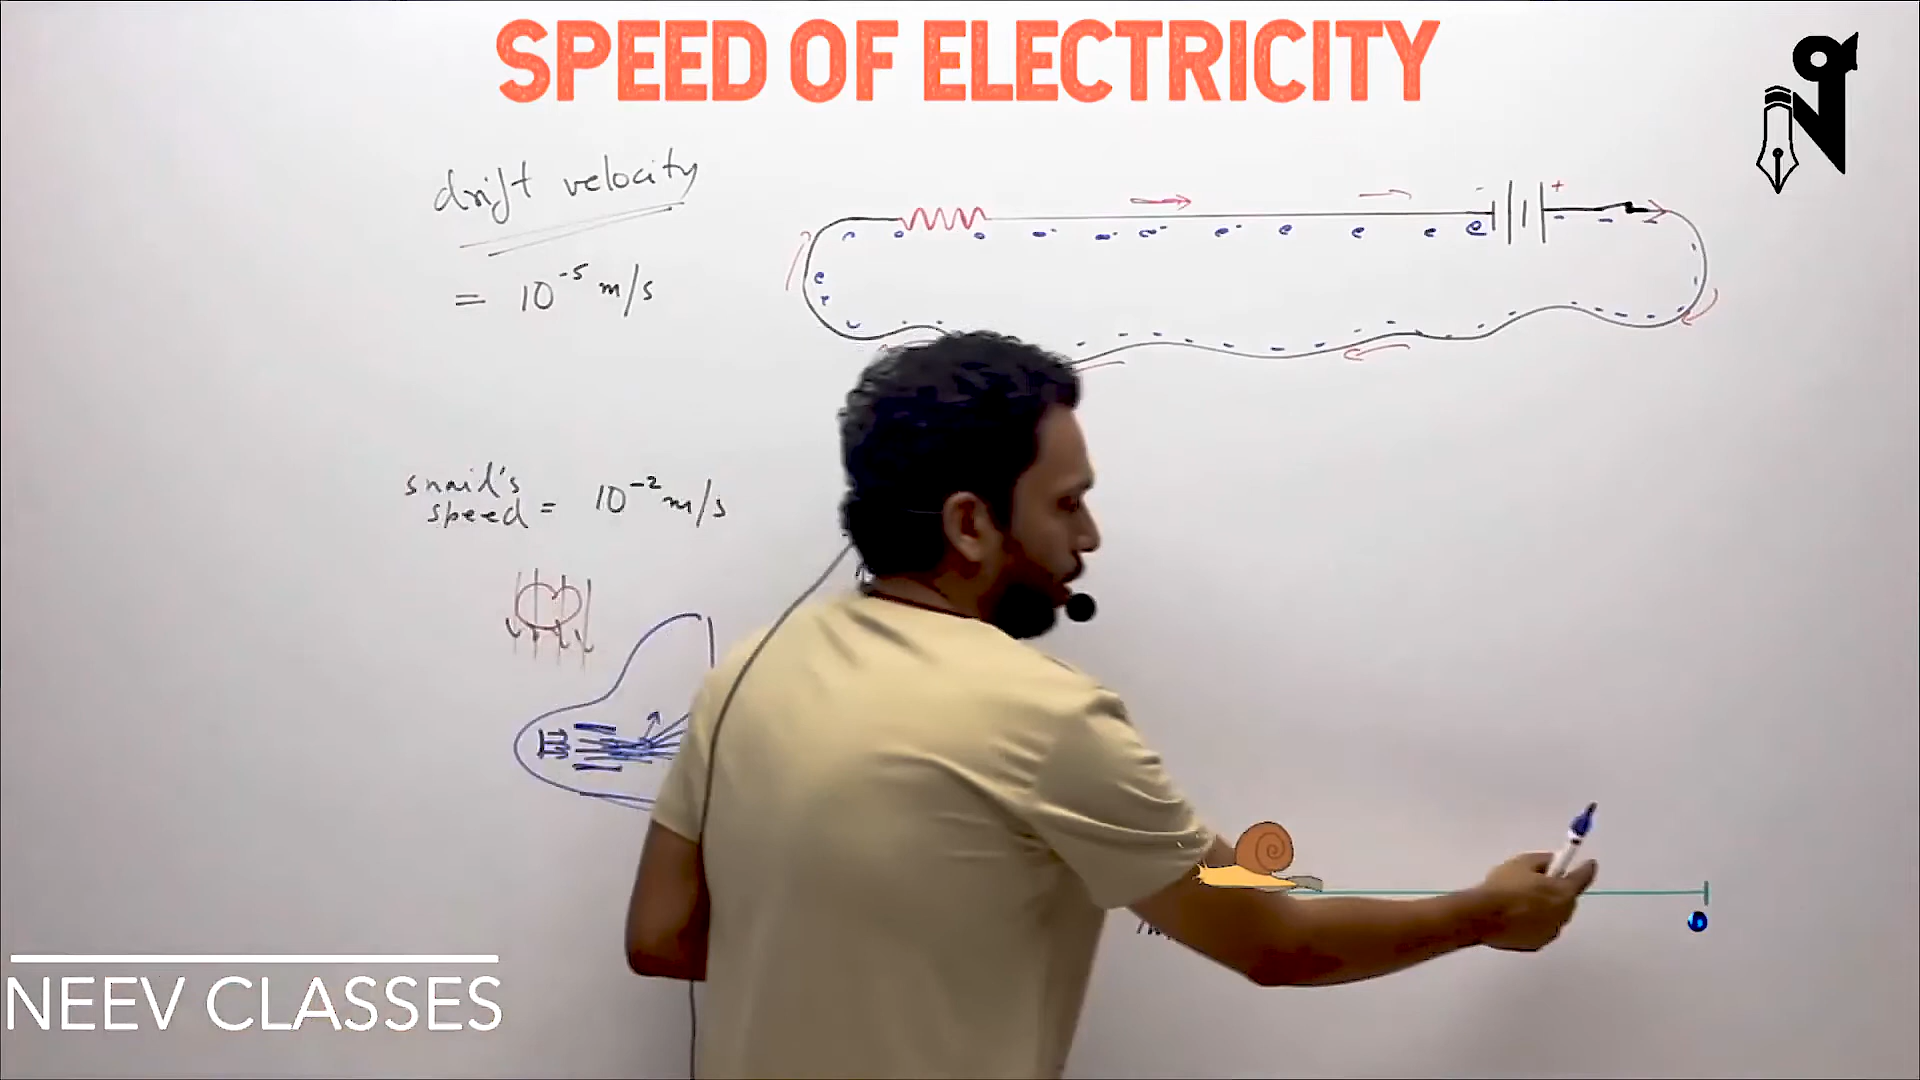 SPEED OF ELECTRICITY
drift velocity
= 10⁻⁵ m/s
- +
e e e e e
e
snail's
speed = 10⁻² m/s
NEEV CLASSES